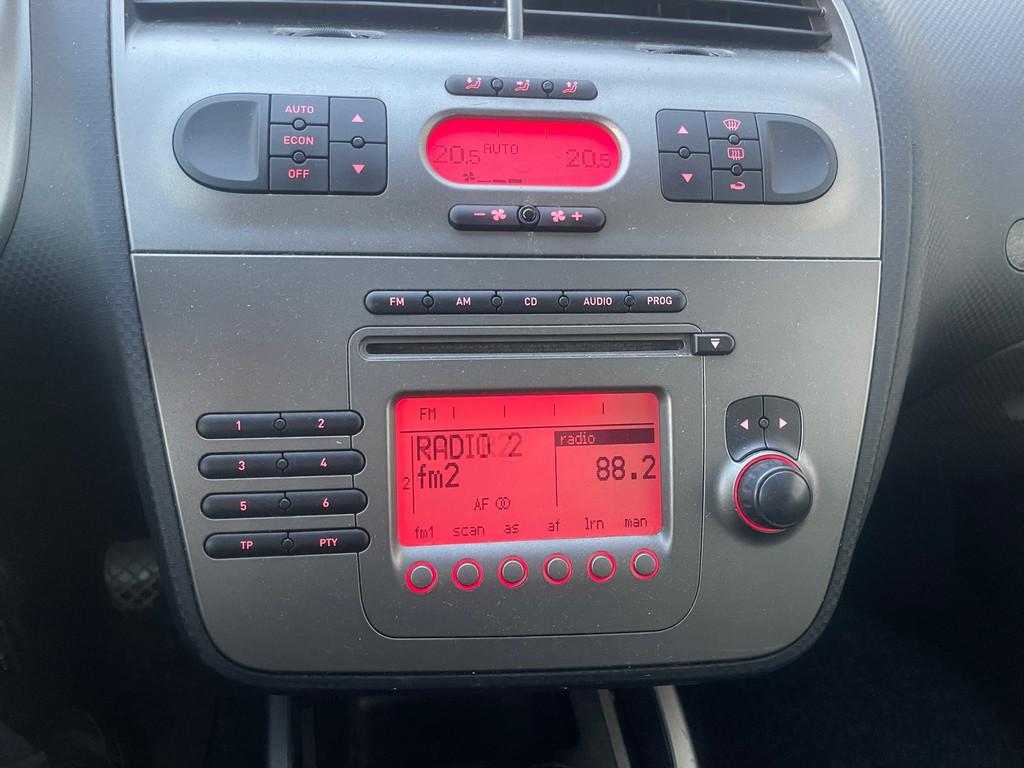 AUTO
ECON
OFF
20.5 AUTO 20.5
- +
FM AM CD AUDIO PROG
1 2
3 4
5 6
TP PTY
FM
RADIO 2 radio
fm2 88.2
2
AF
fm1 scan as af lrn man